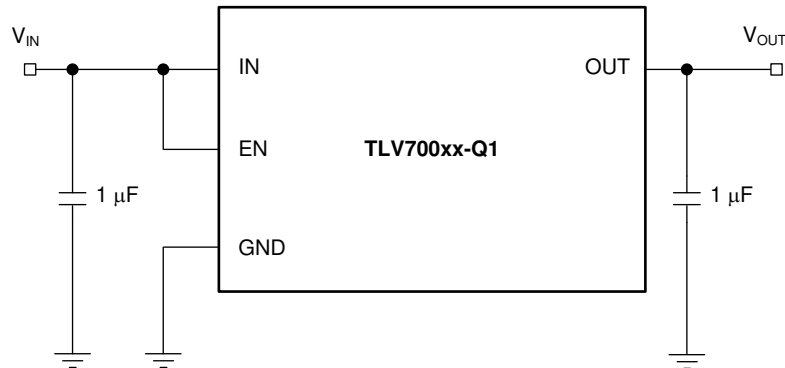 V_IN
V_OUT
IN
OUT
EN
TLV700xx-Q1
1 μF
1 μF
GND